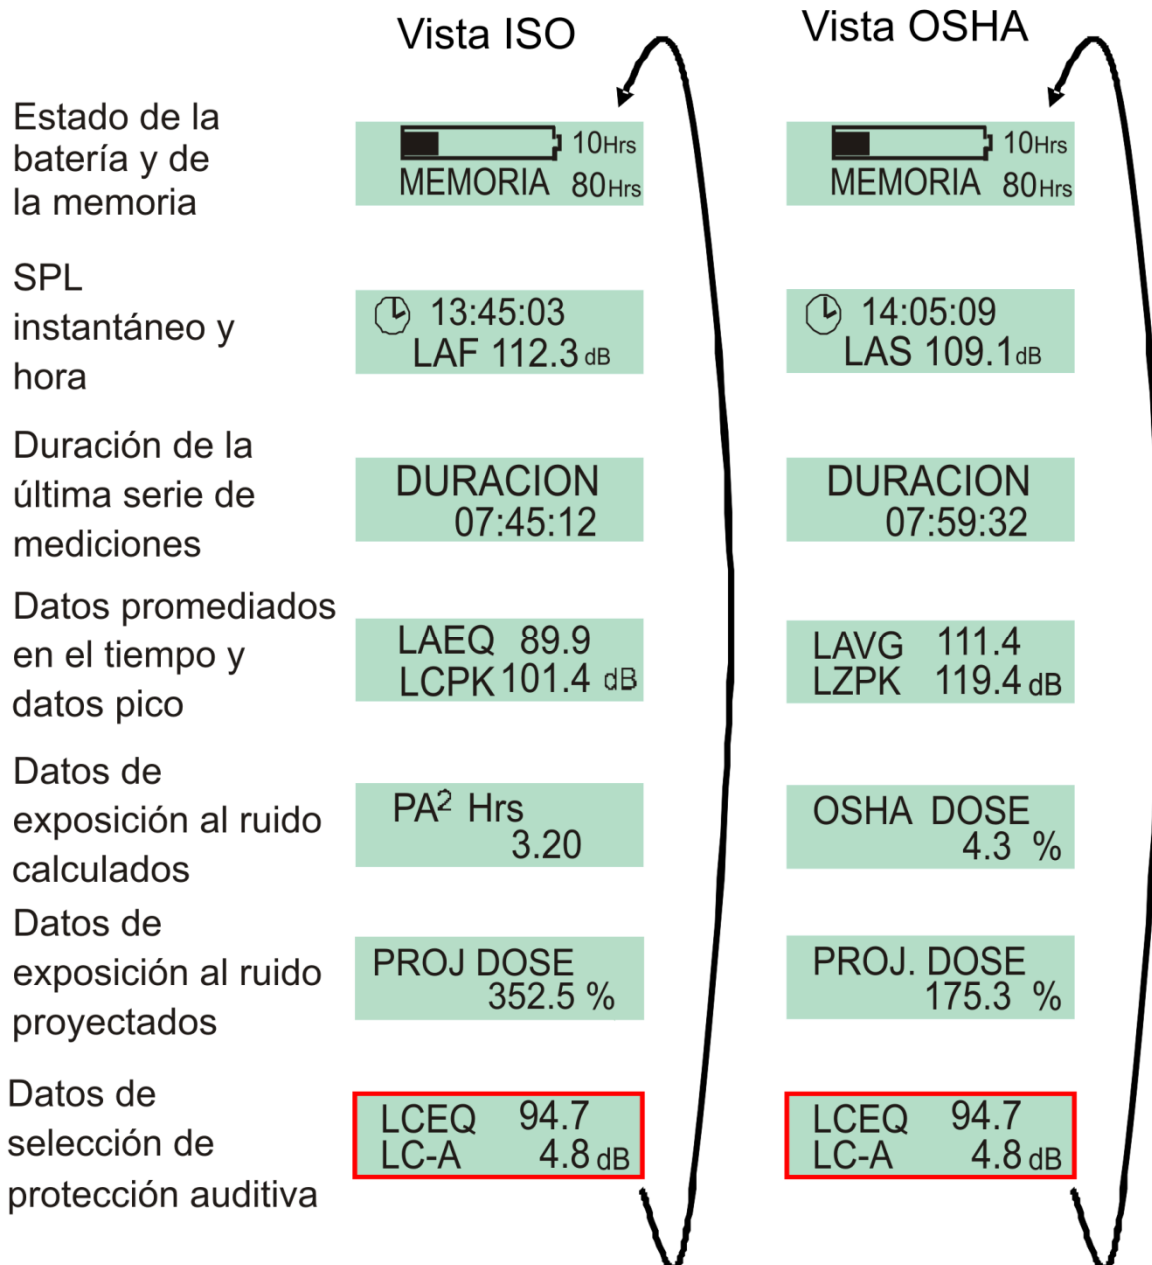 Vista ISO
Vista OSHA
Estado de la
batería y de
la memoria
10Hrs
MEMORIA 80Hrs
10Hrs
MEMORIA 80Hrs
SPL
instantáneo y
hora
13:45:03
LAF 112.3 dB
14:05:09
LAS 109.1dB
Duración de la
última serie de
mediciones
DURACION
07:45:12
DURACION
07:59:32
Datos promediados
en el tiempo y
datos pico
LAEQ 89.9
LCPK 101.4 dB
LAVG 111.4
LZPK 119.4 dB
Datos de
exposición al ruido
calculados
PA² Hrs
3.20
OSHA DOSE
4.3 %
Datos de
exposición al ruido
proyectados
PROJ DOSE
352.5 %
PROJ. DOSE
175.3 %
Datos de
selección de
protección auditiva
LCEQ 94.7
LC-A 4.8 dB
LCEQ 94.7
LC-A 4.8 dB